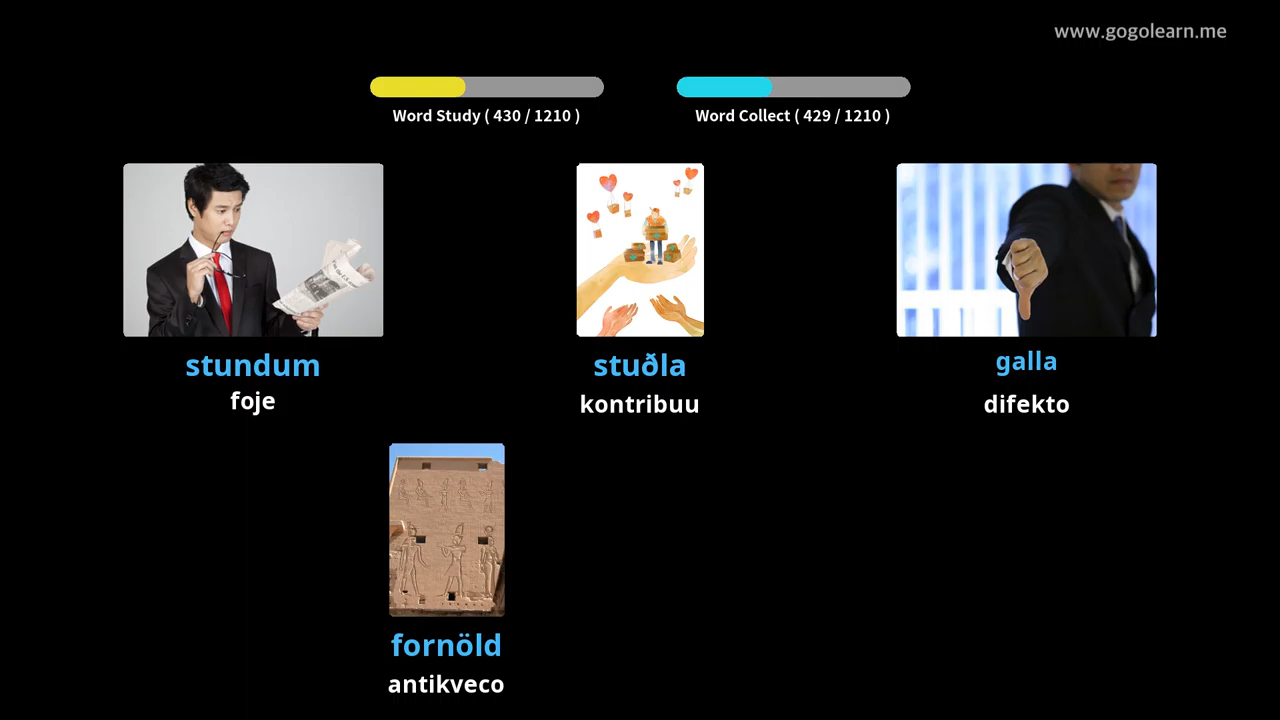 www.gogolearn.me
Word Study ( 430 / 1210 )
Word Collect ( 429 / 1210 )
stundum
foje
stuðla
kontribuu
galla
difekto
fornöld
antikveco